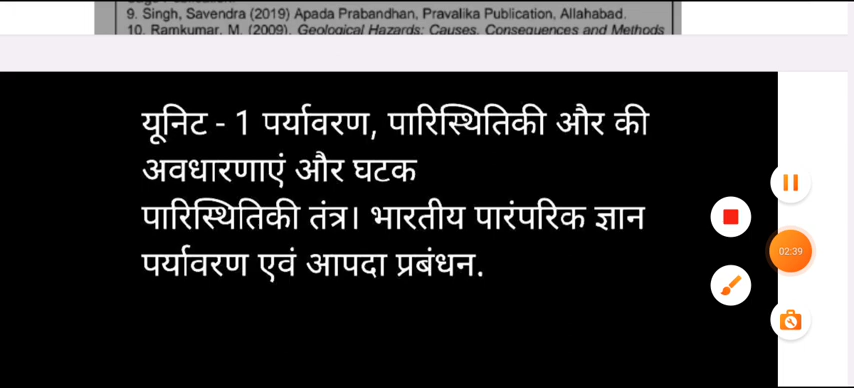 9. Singh, Savendra (2019) Apada Prabandhan, Pravalika Publication, Allahabad.
10. Ramkumar, M. (2009). Geological Hazards: Causes, Consequences and Methods
यूनिट - 1 पर्यावरण, पारिस्थितिकी और की
अवधारणाएं और घटक
पारिस्थितिकी तंत्र। भारतीय पारंपरिक ज्ञान
पर्यावरण एवं आपदा प्रबंधन.
02:39